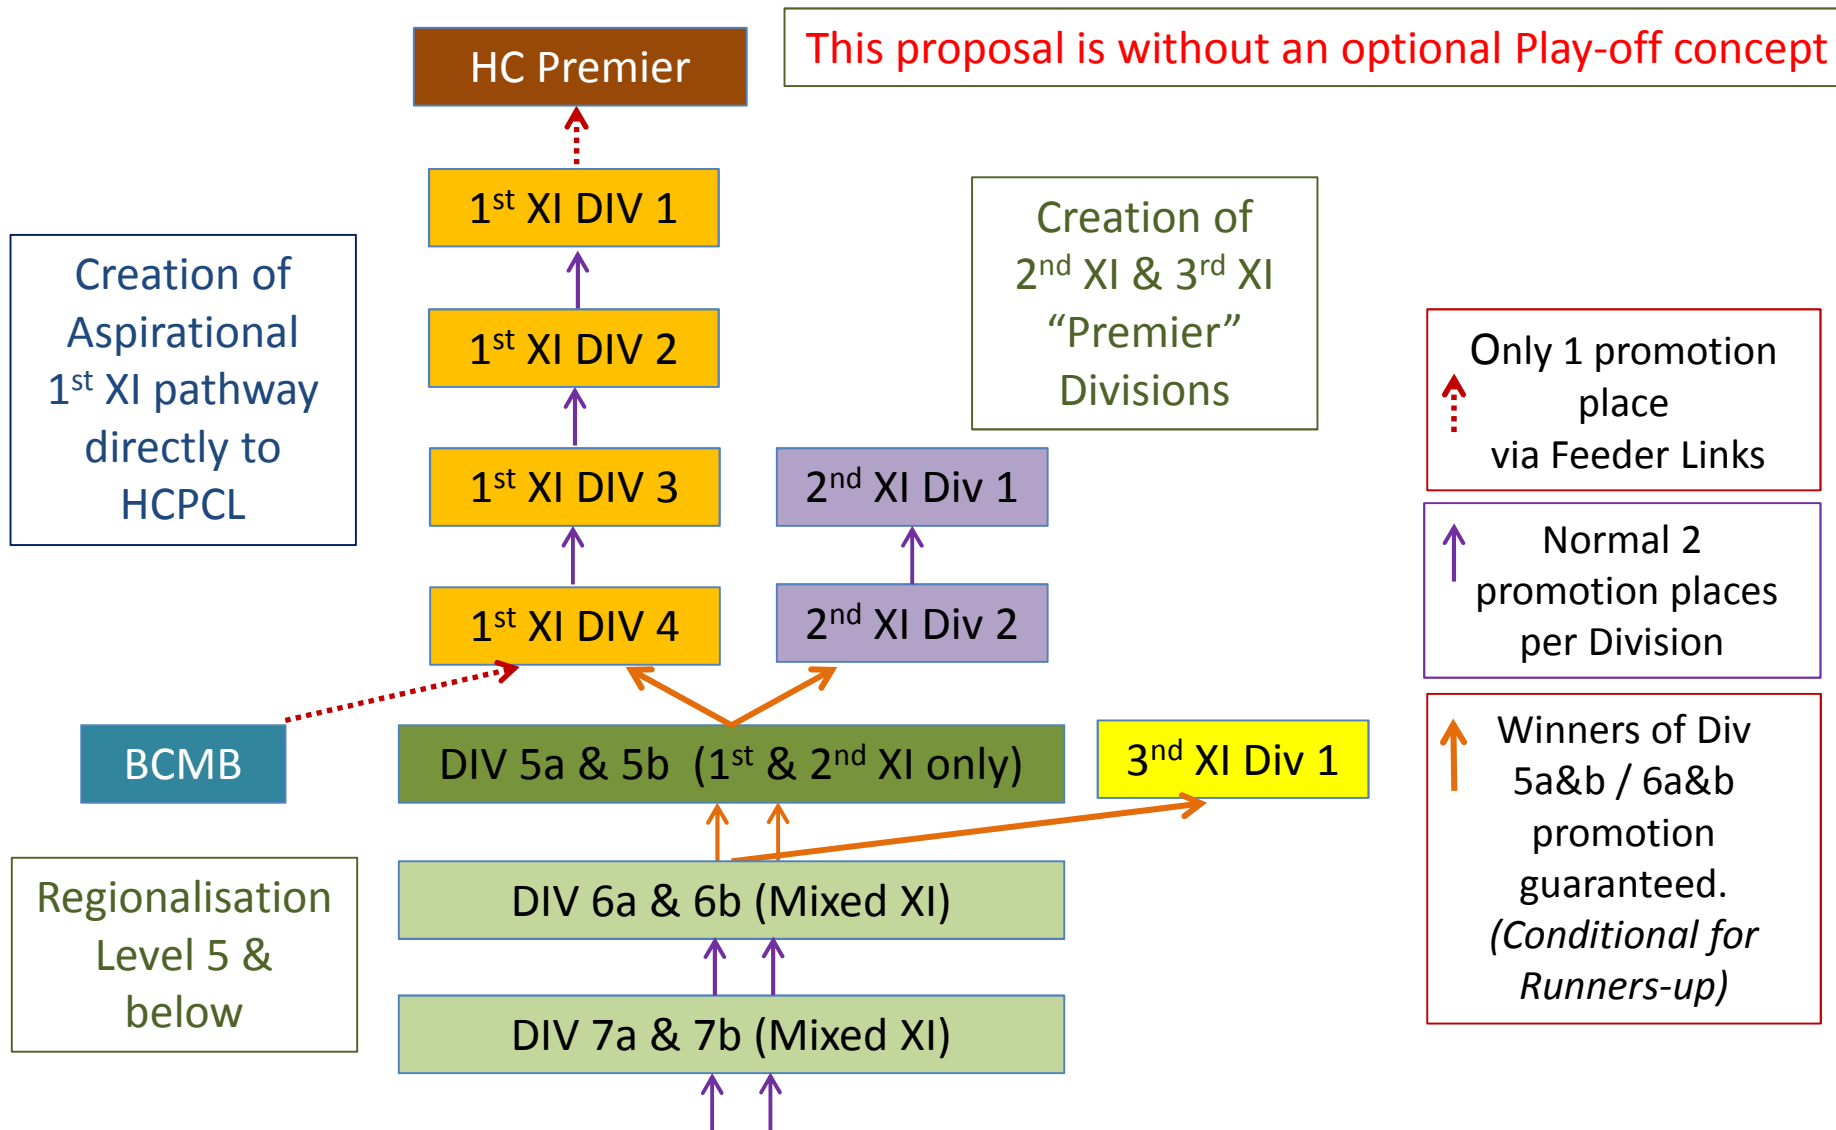 HC Premier
This proposal is without an optional Play-off concept
1st XI DIV 1
Creation of
Aspirational
1st XI pathway
directly to
HCPCL
Creation of
2nd XI & 3rd XI
“Premier”
Divisions
1st XI DIV 2
1st XI DIV 3
2nd XI Div 1
1st XI DIV 4
2nd XI Div 2
Only 1 promotion
place
via Feeder Links
Normal 2
promotion places
per Division
BCMB
DIV 5a & 5b (1st & 2nd XI only)
3nd XI Div 1
Winners of Div
5a&b / 6a&b
promotion
guaranteed.
(Conditional for
Runners-up)
Regionalisation
Level 5 &
below
DIV 6a & 6b (Mixed XI)
DIV 7a & 7b (Mixed XI)